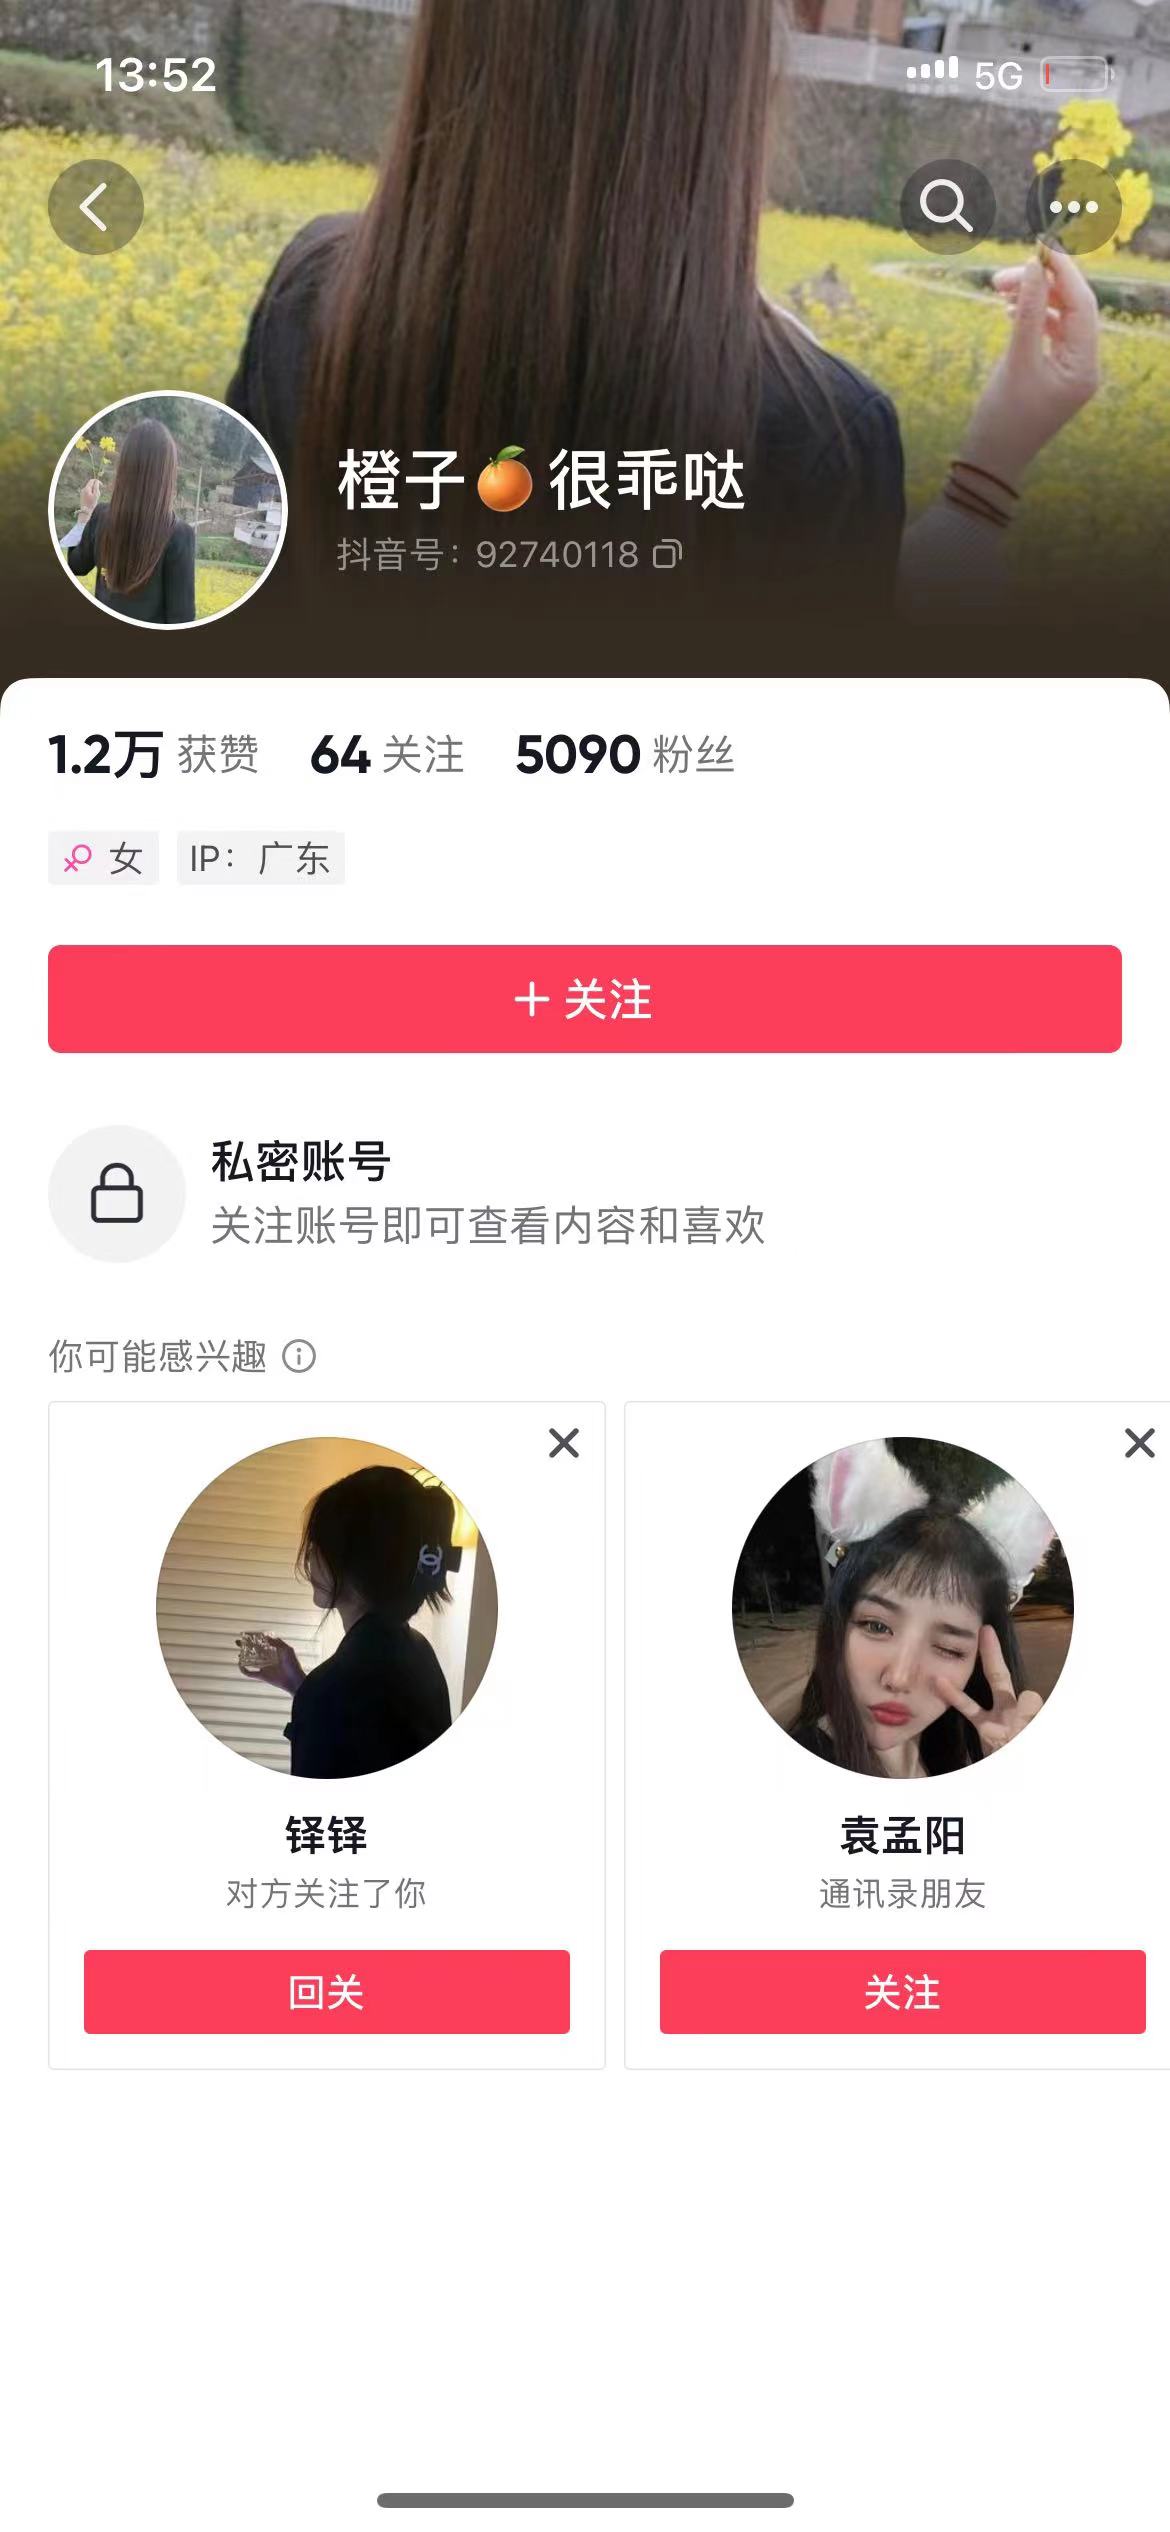 13:52
5G
橙子🍊很乖哒
抖音号：92740118
1.2万 获赞 64 关注 5090 粉丝
女 IP：广东
+ 关注
私密账号
关注账号即可查看内容和喜欢
你可能感兴趣
铎铎
对方关注了你
回关
袁孟阳
通讯录朋友
关注